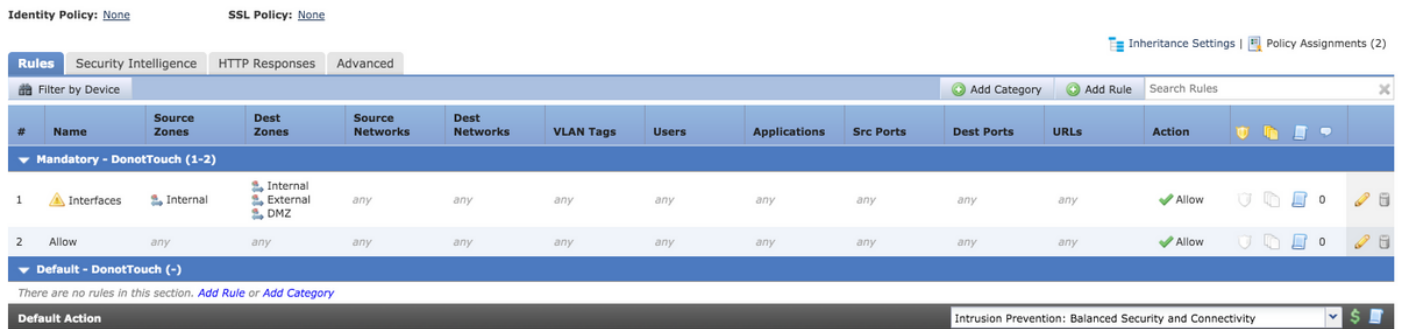 Identity Policy: None SSL Policy: None
Inheritance Settings | Policy Assignments (2)
Rules Security Intelligence HTTP Responses Advanced
Filter by Device Add Category Add Rule Search Rules
# Name Source Zones Dest Zones Source Networks Dest Networks VLAN Tags Users Applications Src Ports Dest Ports URLs Action
Mandatory - DonotTouch (1-2)
1 Interfaces Internal Internal External DMZ any any any any any any any any Allow 0
2 Allow any any any any any any any any any any Allow 0
Default - DonotTouch (-)
There are no rules in this section. Add Rule or Add Category
Default Action Intrusion Prevention: Balanced Security and Connectivity